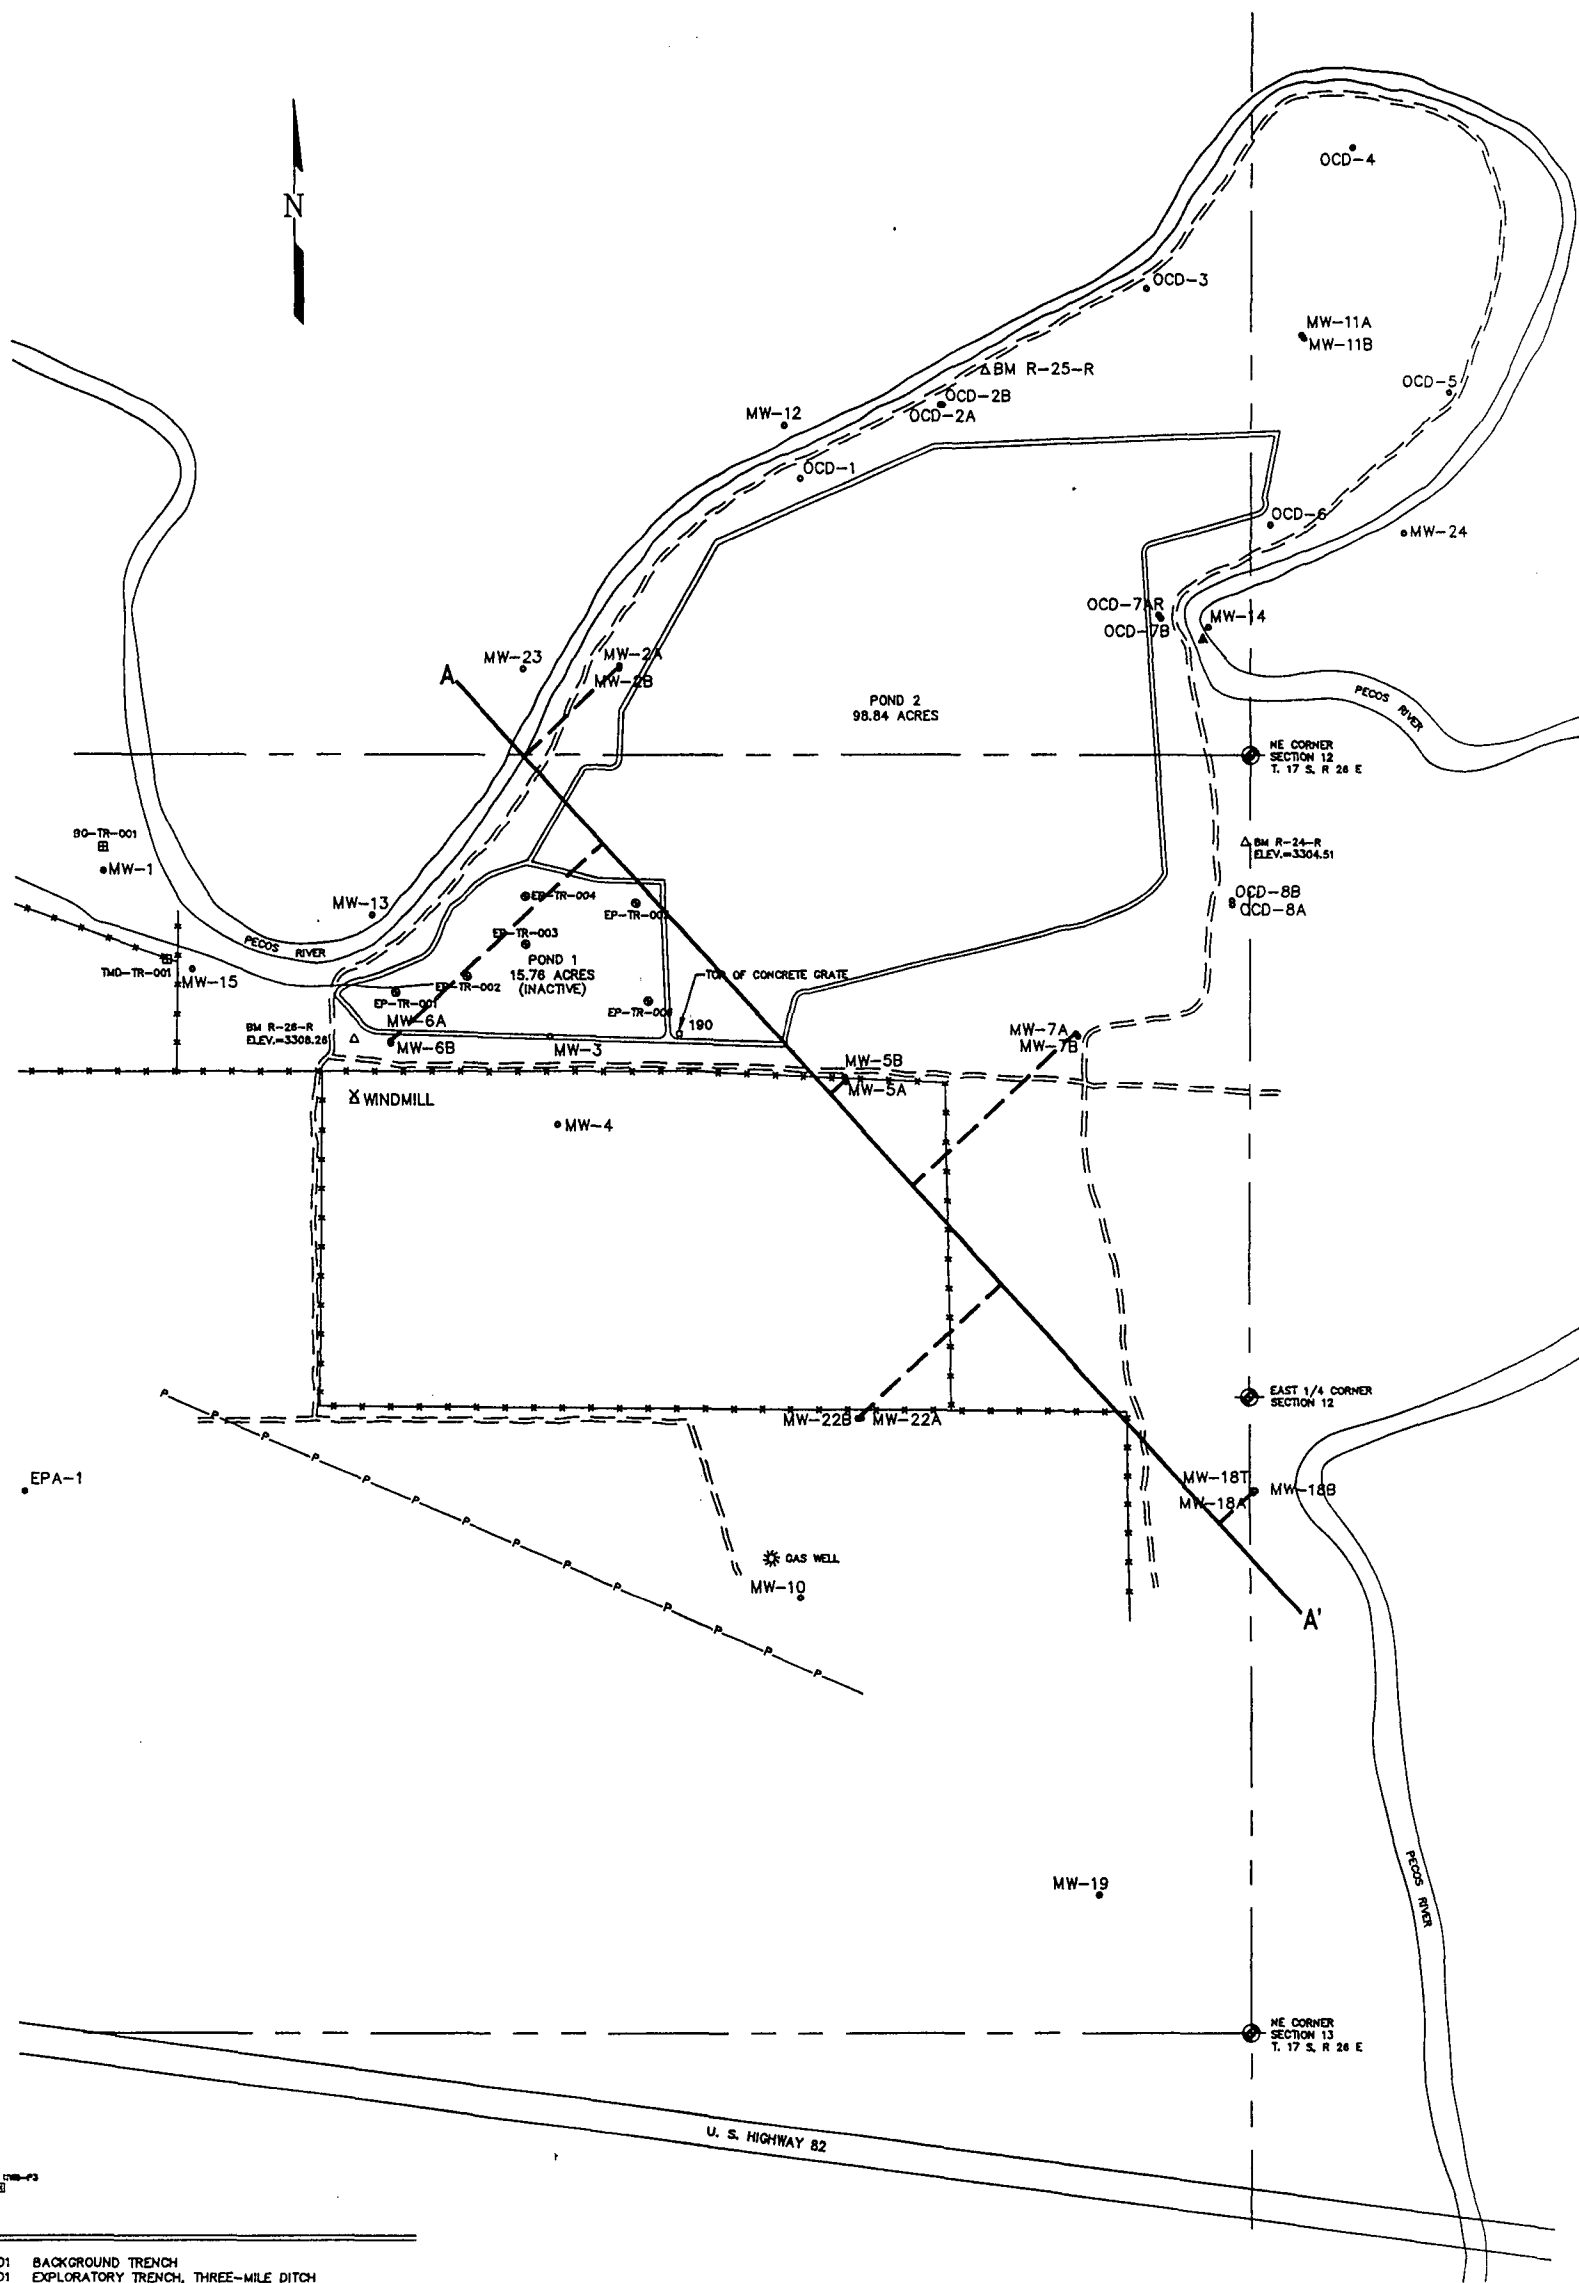 N
OCD-4
OCD-3
MW-11A
MW-11B
BM R-25-R
OCD-5
OCD-2B
OCD-2A
MW-12
OCD-1
OCD-6
MW-24
OCD-7AR
OCD-7B
MW-14
MW-23
MW-2A
MW-2B
A
PECOS RIVER
POND 2
98.84 ACRES
NE CORNER
SECTION 12
T. 17 S, R 26 E
BG-TR-001
MW-1
BM R-24-R
ELEV.=3304.51
OCD-8B
OCD-8A
EP-TR-004
MW-13
EP-TR-003
PECOS RIVER
POND 1
15.76 ACRES
(INACTIVE)
TMD-TR-001
MW-15
EP-TR-002
TOP OF CONCRETE GRATE
EP-TR-001
MW-6A
190
BM R-26-R
ELEV.=3308.26
MW-6B
MW-3
MW-7A
MW-7B
MW-5B
MW-5A
WINDMILL
MW-4
EAST 1/4 CORNER
SECTION 12
MW-22B
MW-22A
EPA-1
MW-18T
MW-18B
MW-18A
GAS WELL
MW-10
A'
P P P P P P P P P P P P P P
PECOS RIVER
MW-19
NE CORNER
SECTION 13
T. 17 S, R 26 E
U. S. HIGHWAY 82
01 BACKGROUND TRENCH
01 EXPLORATORY TRENCH, THREE-MILE DITCH